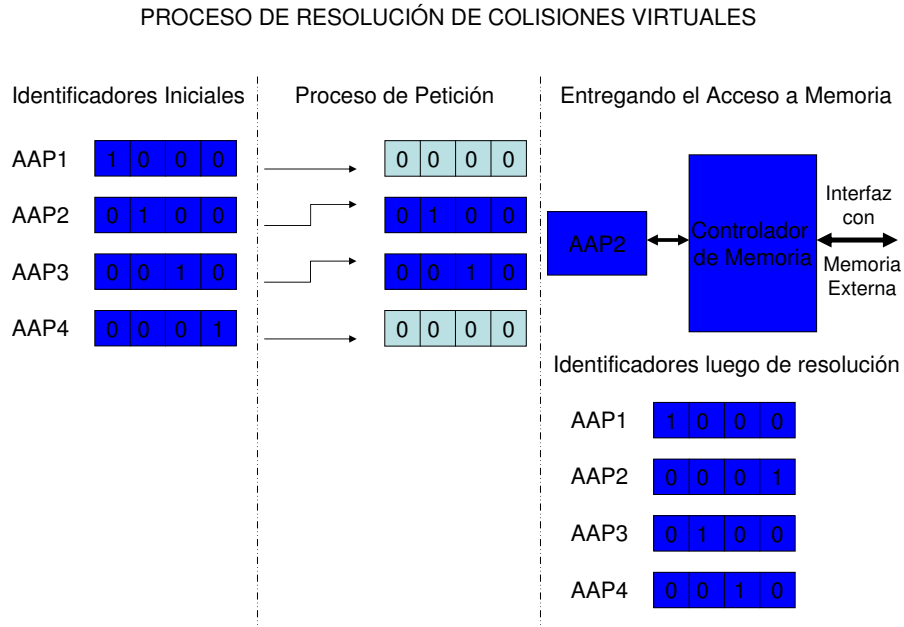 PROCESO DE RESOLUCIÓN DE COLISIONES VIRTUALES
Identificadores Iniciales
AAP1 1 0 0 0
AAP2 0 1 0 0
AAP3 0 0 1 0
AAP4 0 0 0 1
Proceso de Petición
0 0 0 0
0 1 0 0
0 0 1 0
0 0 0 0
Entregando el Acceso a Memoria
AAP2
Controlador
de Memoria
Interfaz
con
Memoria
Externa
Identificadores luego de resolución
AAP1 1 0 0 0
AAP2 0 0 0 1
AAP3 0 1 0 0
AAP4 0 0 1 0